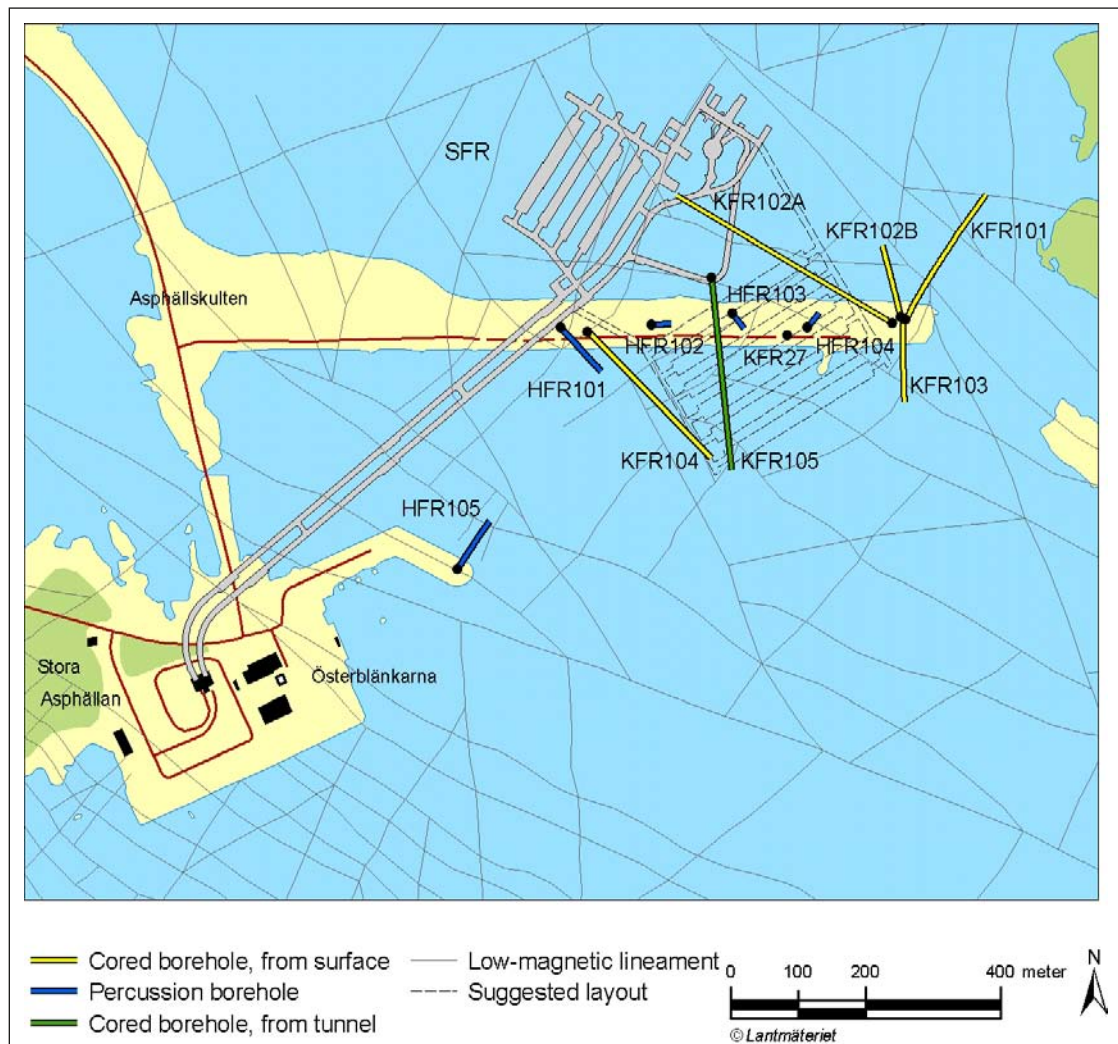 SFR
KFR102A
KFR102B
KFR101
Asphällskulten
HFR103
HFR102
HFR104
KFR27
HFR101
KFR103
KFR104
KFR105
HFR105
Stora
Asphällan
Österblänkarna
Cored borehole, from surface
Percussion borehole
Cored borehole, from tunnel
Low-magnetic lineament
Suggested layout
0 100 200 400 meter
© Lantmäteriet
N